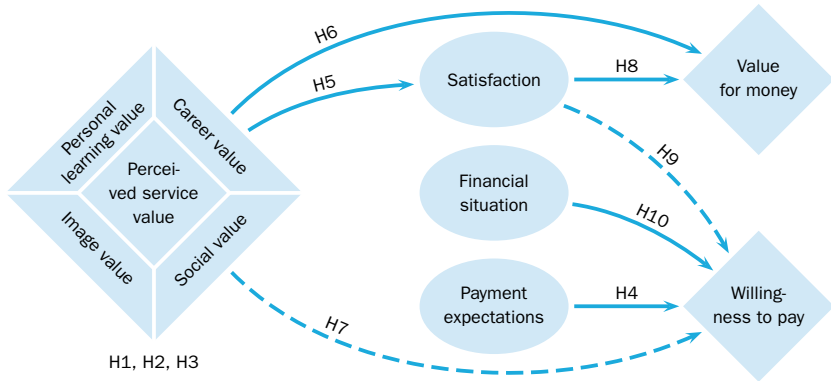 Personal
learning value
Career value
Percei-
ved service
value
Image value
Social value
H1, H2, H3
H6
H5
Satisfaction
H8
Value
for money
H9
Financial
situation
H10
Payment
expectations
H4
Willing-
ness to pay
H7